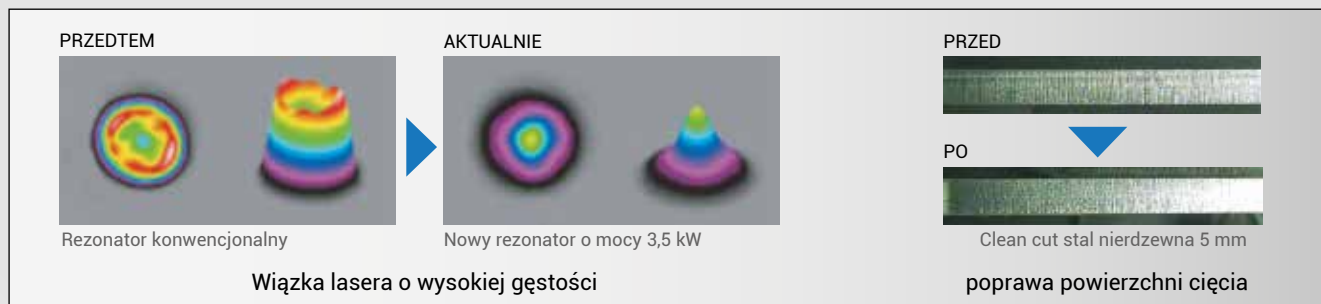 PRZEDTEM
AKTUALNIE
Rezonator konwencjonalny
Nowy rezonator o mocy 3,5 kW
Wiązka lasera o wysokiej gęstości
PRZED
PO
Clean cut stal nierdzewna 5 mm
poprawa powierzchni cięcia